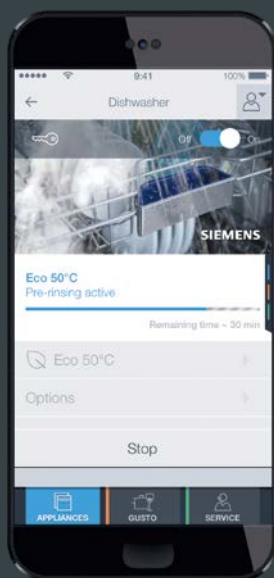 9:41
100%
Dishwasher
Off On
SIEMENS
Eco 50°C
Pre-rinsing active
Remaining time ~ 30 min
Eco 50°C
Options
Stop
APPLIANCES GUSTO SERVICE